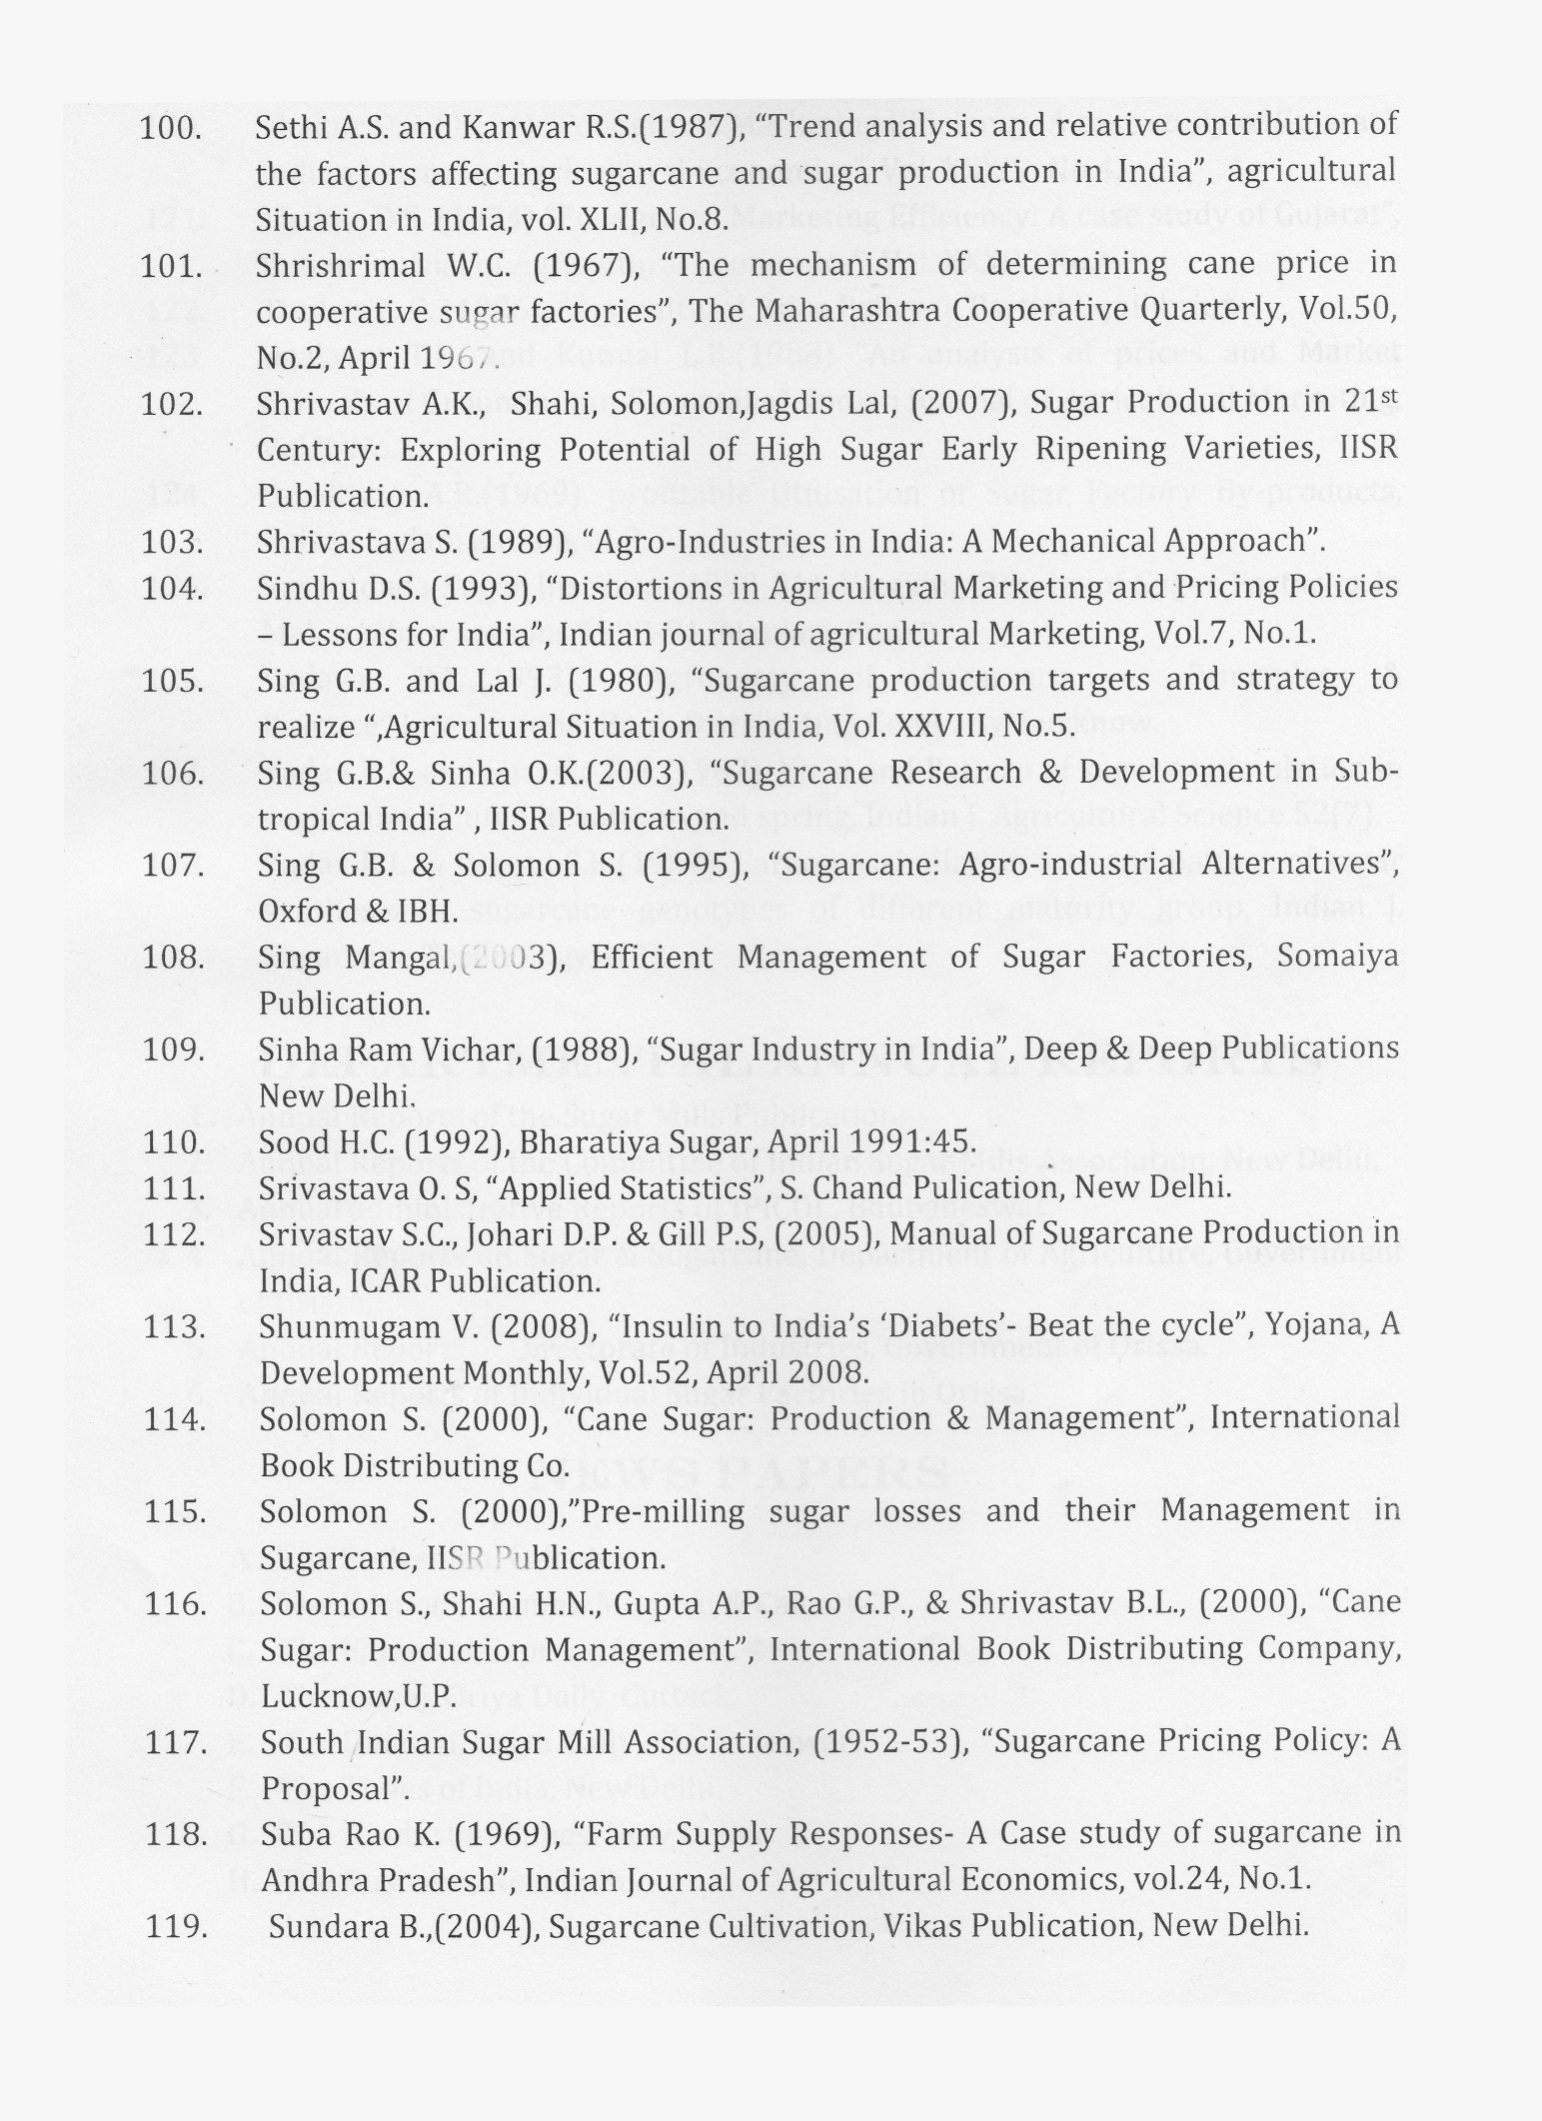 100. Sethi A.S. and Kanwar R.S.(1987), “Trend analysis and relative contribution of
the factors affecting sugarcane and sugar production in India”, agricultural
Situation in India, vol. XLII, No.8.
101. Shrishrimal W.C. (1967), “The mechanism of determining cane price in
cooperative sugar factories”, The Maharashtra Cooperative Quarterly, Vol.50,
No.2, April 1967.
102. Shrivastav A.K., Shahi, Solomon,Jagdis Lal, (2007), Sugar Production in 21st
Century: Exploring Potential of High Sugar Early Ripening Varieties, IISR
Publication.
103. Shrivastava S. (1989), “Agro-Industries in India: A Mechanical Approach”.
104. Sindhu D.S. (1993), “Distortions in Agricultural Marketing and Pricing Policies
– Lessons for India”, Indian journal of agricultural Marketing, Vol.7, No.1.
105. Sing G.B. and Lal J. (1980), “Sugarcane production targets and strategy to
realize “,Agricultural Situation in India, Vol. XXVIII, No.5.
106. Sing G.B.& Sinha O.K.(2003), “Sugarcane Research & Development in Sub-
tropical India” , IISR Publication.
107. Sing G.B. & Solomon S. (1995), “Sugarcane: Agro-industrial Alternatives”,
Oxford & IBH.
108. Sing Mangal,(2003), Efficient Management of Sugar Factories, Somaiya
Publication.
109. Sinha Ram Vichar, (1988), “Sugar Industry in India”, Deep & Deep Publications
New Delhi.
110. Sood H.C. (1992), Bharatiya Sugar, April 1991:45.
111. Srivastava O. S, “Applied Statistics”, S. Chand Pulication, New Delhi.
112. Srivastav S.C., Johari D.P. & Gill P.S, (2005), Manual of Sugarcane Production in
India, ICAR Publication.
113. Shunmugam V. (2008), “Insulin to India’s ‘Diabets’- Beat the cycle”, Yojana, A
Development Monthly, Vol.52, April 2008.
114. Solomon S. (2000), “Cane Sugar: Production & Management”, International
Book Distributing Co.
115. Solomon S. (2000),”Pre-milling sugar losses and their Management in
Sugarcane, IISR Publication.
116. Solomon S., Shahi H.N., Gupta A.P., Rao G.P., & Shrivastav B.L., (2000), “Cane
Sugar: Production Management”, International Book Distributing Company,
Lucknow,U.P.
117. South Indian Sugar Mill Association, (1952-53), “Sugarcane Pricing Policy: A
Proposal”.
118. Suba Rao K. (1969), “Farm Supply Responses- A Case study of sugarcane in
Andhra Pradesh”, Indian Journal of Agricultural Economics, vol.24, No.1.
119. Sundara B.,(2004), Sugarcane Cultivation, Vikas Publication, New Delhi.